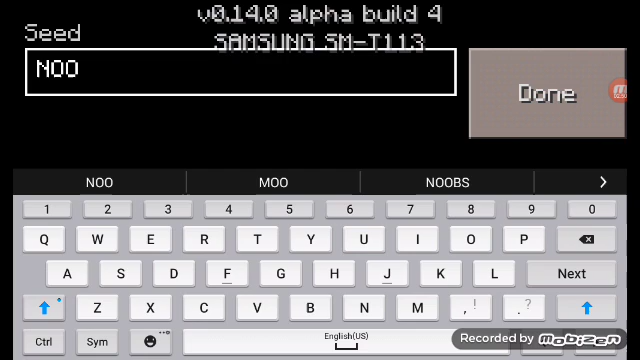 v0.14.0 alpha build 4
SAMSUNG SM-T113
Seed
NOO
Done
NOO MOO NOOBS
1 2 3 4 5 6 7 8 9 0
Q W E R T Y U I O P
A S D F G H J K L Next
Z X C V B N M , ! . ?
Ctrl Sym English(US)
Recorded by mobizen